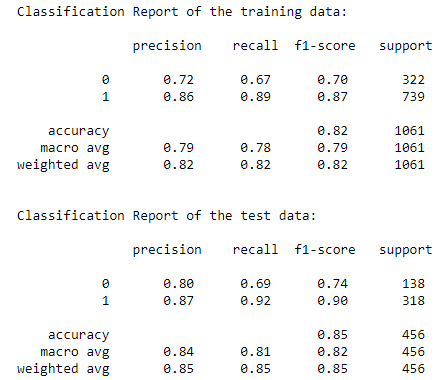 Classification Report of the training data:
precision recall f1-score support
0 0.72 0.67 0.70 322
1 0.86 0.89 0.87 739
accuracy 0.82 1061
macro avg 0.79 0.78 0.79 1061
weighted avg 0.82 0.82 0.82 1061
Classification Report of the test data:
precision recall f1-score support
0 0.80 0.69 0.74 138
1 0.87 0.92 0.90 318
accuracy 0.85 456
macro avg 0.84 0.81 0.82 456
weighted avg 0.85 0.85 0.85 456